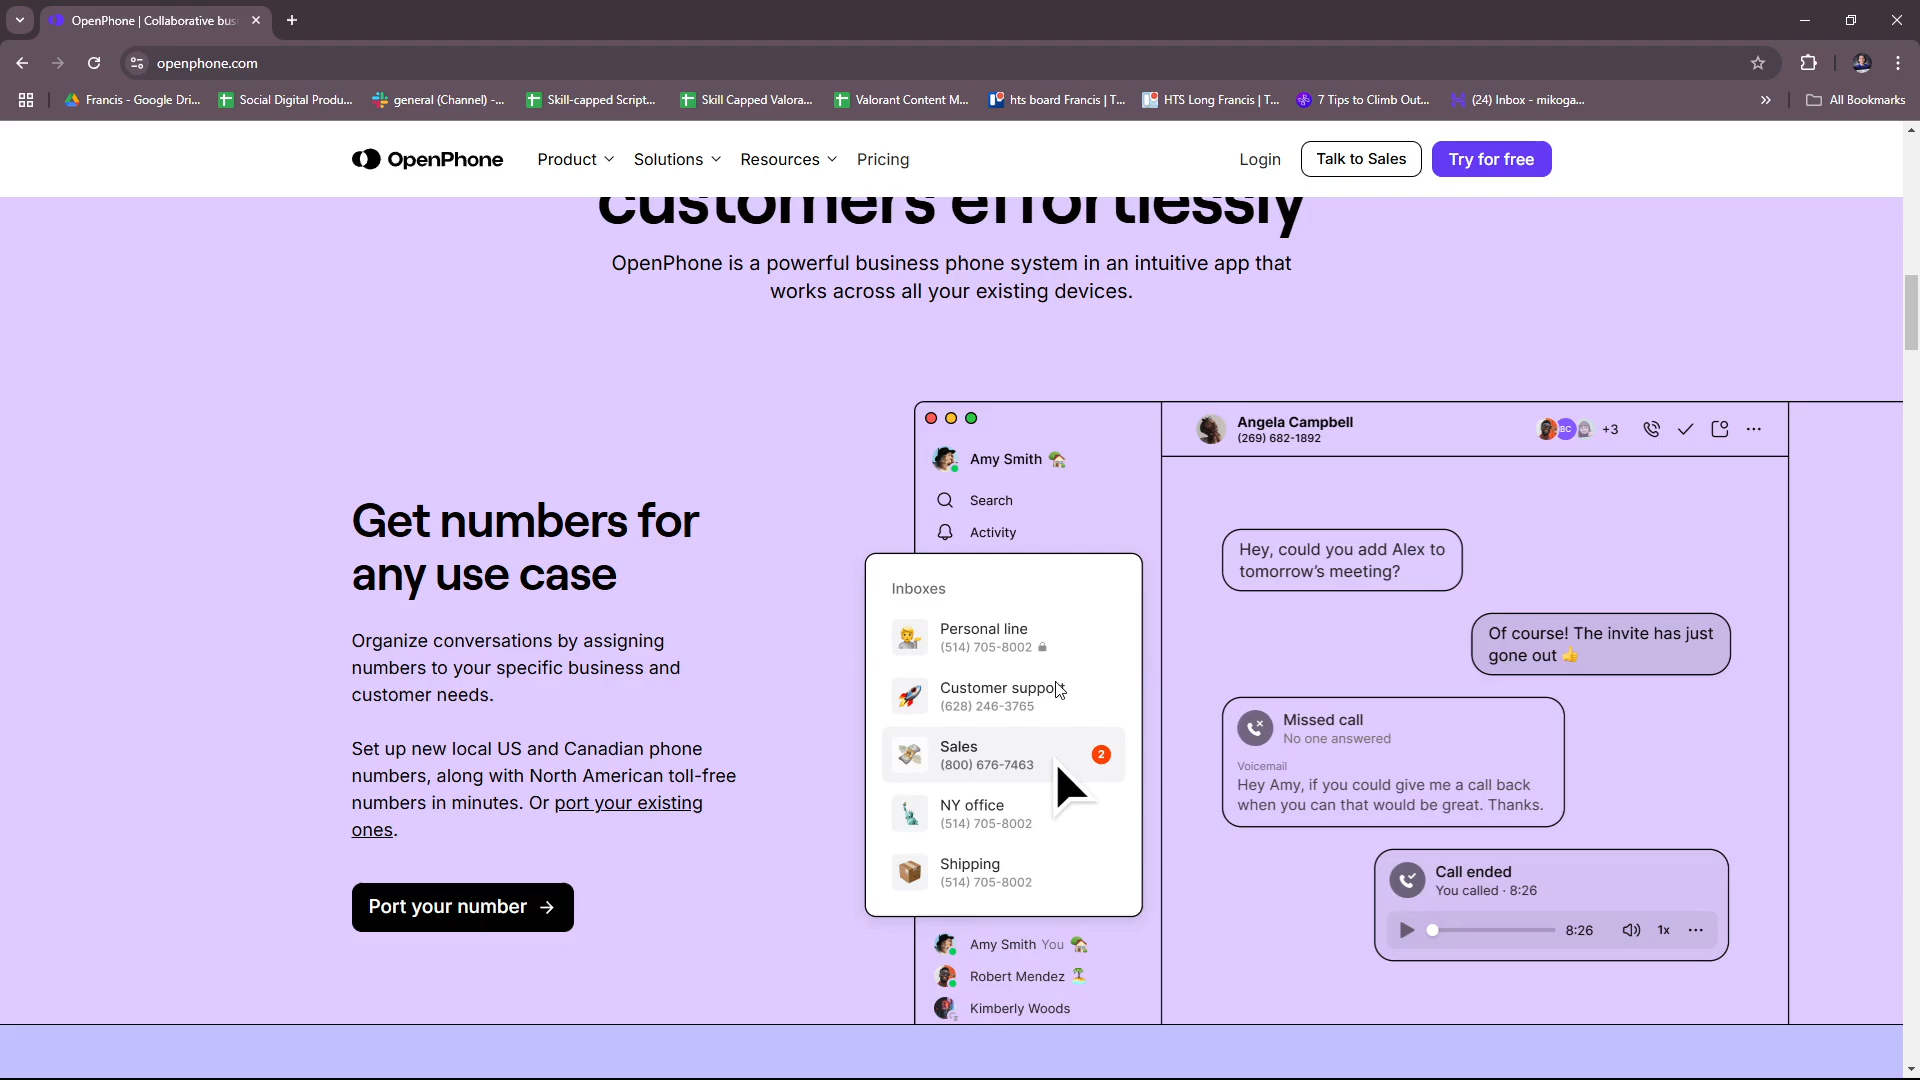 OpenPhone | Collaborative bus
openphone.com
Francis - Google Dri...
Social Digital Produ...
general (Channel) -...
Skill-capped Script...
Skill Capped Valora...
Valorant Content M...
hts board Francis | T...
HTS Long Francis | T...
7 Tips to Climb Out...
(24) Inbox - mikoga...
All Bookmarks
OpenPhone
Product
Solutions
Resources
Pricing
Login
Talk to Sales
Try for free
customers effortlessly
OpenPhone is a powerful business phone system in an intuitive app that
works across all your existing devices.
Get numbers for
any use case
Organize conversations by assigning
numbers to your specific business and
customer needs.
Set up new local US and Canadian phone
numbers, along with North American toll-free
numbers in minutes. Or port your existing
ones.
Port your number →
Amy Smith
Search
Activity
Inboxes
Personal line
(514) 705-8002
Customer support
(628) 246-3765
Sales
(800) 676-7463
2
NY office
(514) 705-8002
Shipping
(514) 705-8002
Amy Smith You
Robert Mendez
Kimberly Woods
Angela Campbell
(269) 682-1892
BC
+3
Hey, could you add Alex to
tomorrow's meeting?
Of course! The invite has just
gone out 👍
Missed call
No one answered
Voicemail
Hey Amy, if you could give me a call back
when you can that would be great. Thanks.
Call ended
You called · 8:26
8:26
1x